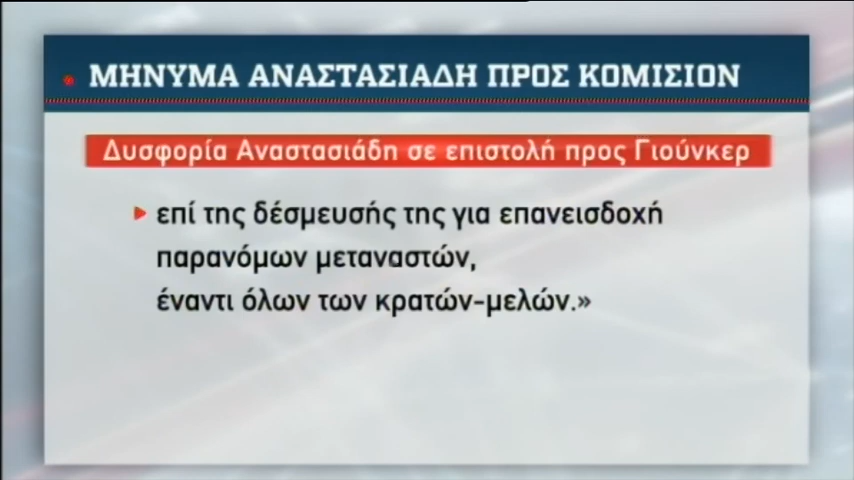 ΜΗΝΥΜΑ ΑΝΑΣΤΑΣΙΑΔΗ ΠΡΟΣ ΚΟΜΙΣΙΟΝ
Δυσφορία Αναστασιάδη σε επιστολή προς Γιούνκερ
επί της δέσμευσής της για επανεισδοχή
παρανόμων μεταναστών,
έναντι όλων των κρατών-μελών.»